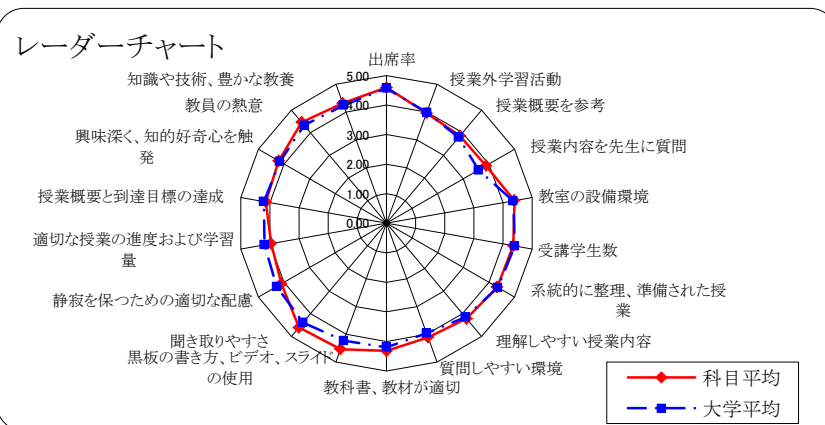 レーダーチャート
出席率
授業外学習活動
授業概要を参考
授業内容を先生に質問
教室の設備環境
受講学生数
系統的に整理、準備された授
業
理解しやすい授業内容
質問しやすい環境
教科書、教材が適切
黒板の書き方、ビデオ、スライド
の使用
聞き取りやすさ
静寂を保つための適切な配慮
適切な授業の進度および学習
量
授業概要と到達目標の達成
興味深く、知的好奇心を触
発
教員の熱意
知識や技術、豊かな教養
5.00
4.00
3.00
2.00
1.00
0.00
科目平均
大学平均